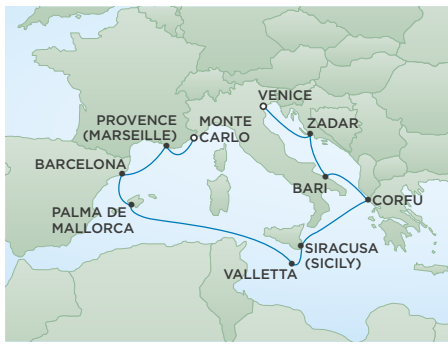 VENICE
PROVENCE
(MARSEILLE)
MONTE
CARLO
ZADAR
BARCELONA
BARI
CORFU
PALMA DE
MALLORCA
SIRACUSA
(SICILY)
VALLETTA